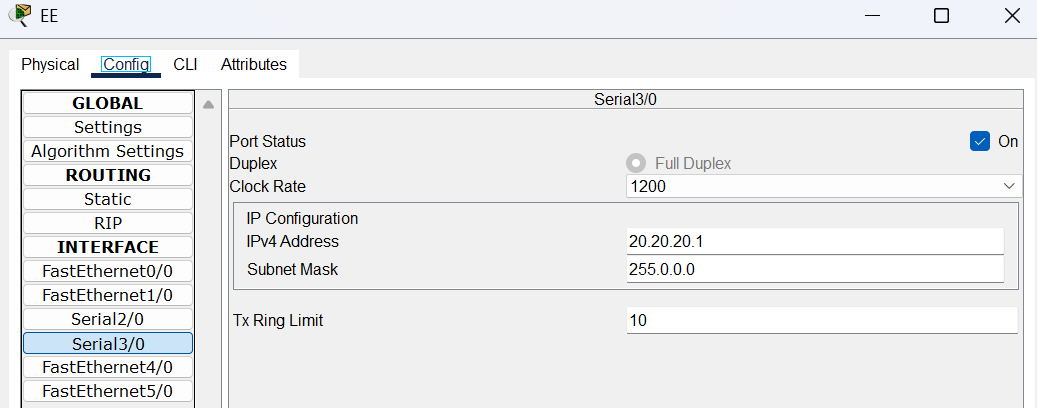 EE
Physical Config CLI Attributes
GLOBAL
Settings
Algorithm Settings
ROUTING
Static
RIP
INTERFACE
FastEthernet0/0
FastEthernet1/0
Serial2/0
Serial3/0
FastEthernet4/0
FastEthernet5/0
Serial3/0
Port Status On
Duplex Full Duplex
Clock Rate 1200
IP Configuration
IPv4 Address 20.20.20.1
Subnet Mask 255.0.0.0
Tx Ring Limit 10